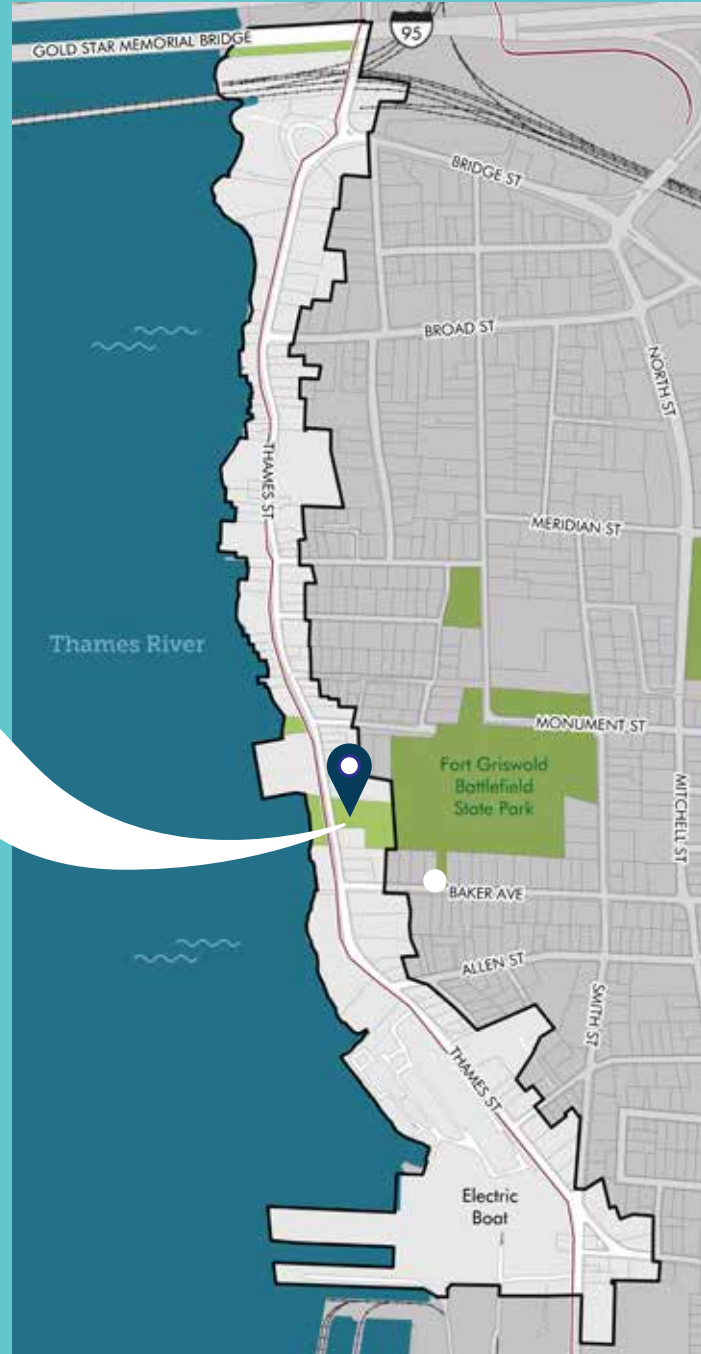 GOLD STAR MEMORIAL BRIDGE
95
BRIDGE ST
BROAD ST
NORTH ST
THAMES ST
MERIDIAN ST
Thames River
MONUMENT ST
Fort Griswold
Battlefield
State Park
MITCHELL ST
BAKER AVE
ALLEN ST
SMITH ST
THAMES ST
Electric
Boat